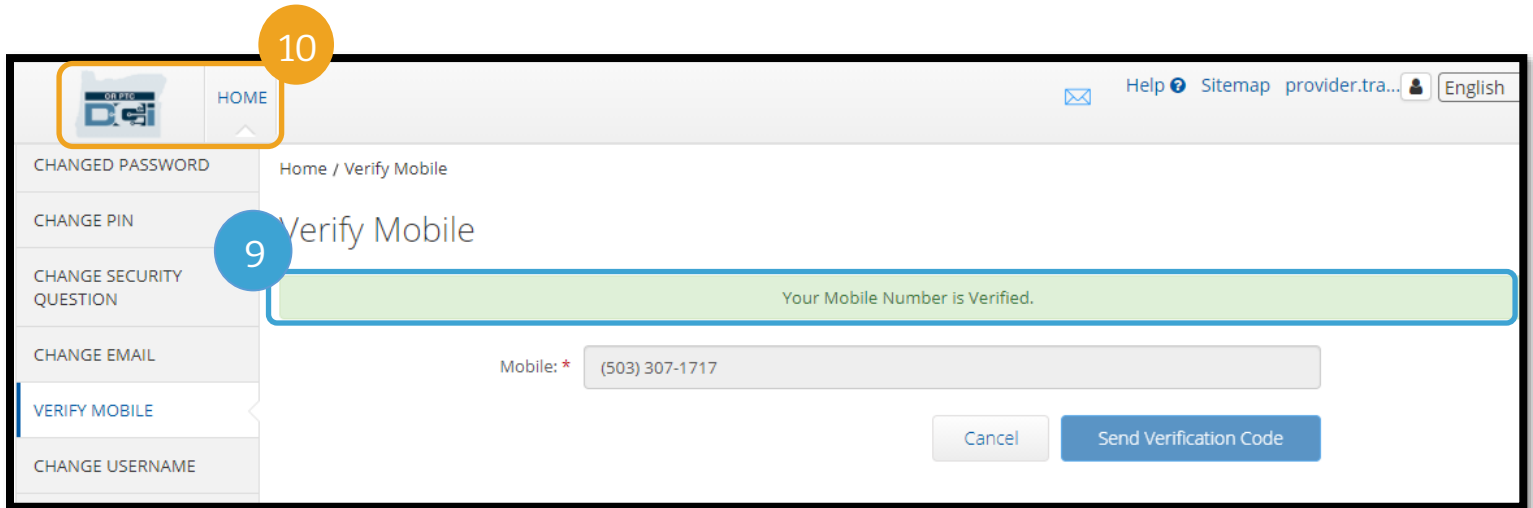 10
OR PTC
DCi
HOME
Help ? Sitemap provider.tra... English
CHANGED PASSWORD
Home / Verify Mobile
CHANGE PIN
Verify Mobile
9
CHANGE SECURITY
QUESTION
Your Mobile Number is Verified.
CHANGE EMAIL
Mobile: * (503) 307-1717
VERIFY MOBILE
Cancel Send Verification Code
CHANGE USERNAME